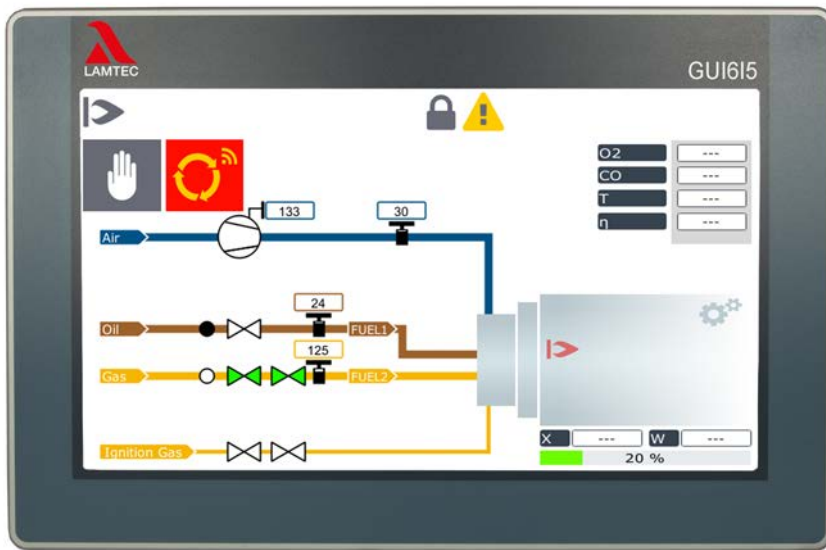 LAMTEC
GUI6I5
O2 ---
CO ---
T ---
η ---
133
30
Air
24
Oil
FUEL1
125
Gas
FUEL2
Ignition Gas
X --- W ---
20 %